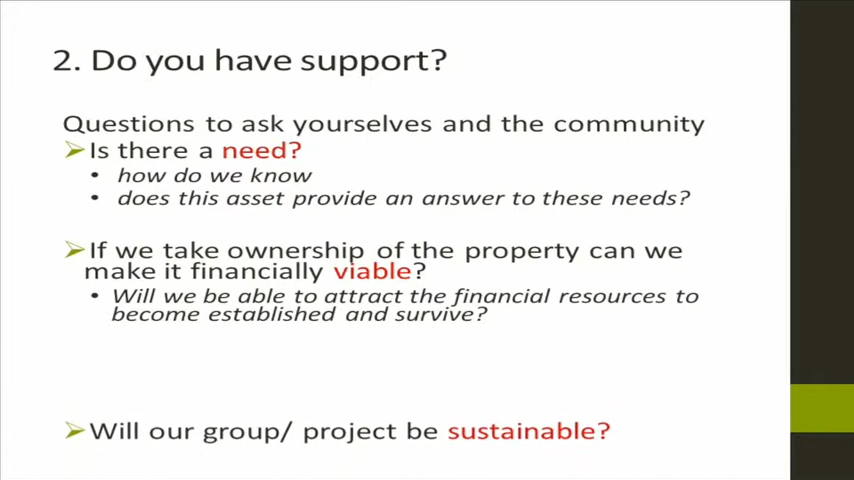 2. Do you have support?
Questions to ask yourselves and the community
Is there a need?
• how do we know
• does this asset provide an answer to these needs?
If we take ownership of the property can we
make it financially viable?
• Will we be able to attract the financial resources to
become established and survive?
Will our group/ project be sustainable?